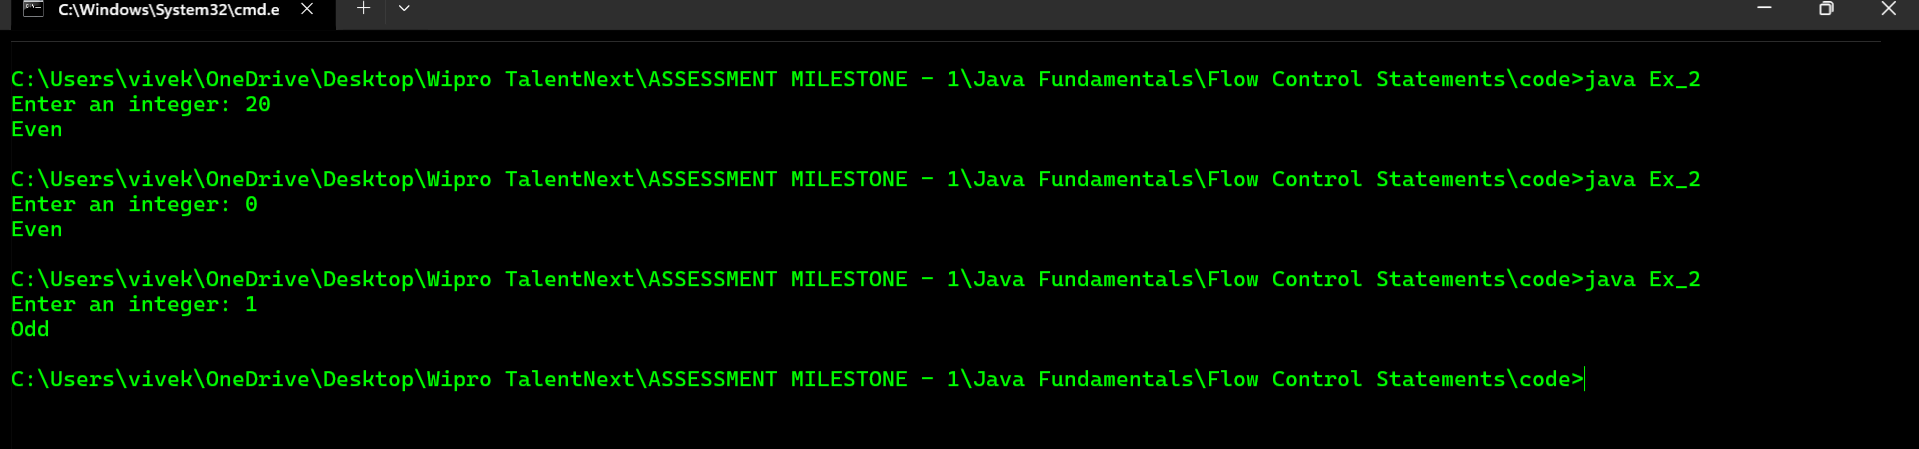 C:\Windows\System32\cmd.e
C:\Users\vivek\OneDrive\Desktop\Wipro TalentNext\ASSESSMENT MILESTONE - 1\Java Fundamentals\Flow Control Statements\code>java Ex_2
Enter an integer: 20
Even
C:\Users\vivek\OneDrive\Desktop\Wipro TalentNext\ASSESSMENT MILESTONE - 1\Java Fundamentals\Flow Control Statements\code>java Ex_2
Enter an integer: 0
Even
C:\Users\vivek\OneDrive\Desktop\Wipro TalentNext\ASSESSMENT MILESTONE - 1\Java Fundamentals\Flow Control Statements\code>java Ex_2
Enter an integer: 1
Odd
C:\Users\vivek\OneDrive\Desktop\Wipro TalentNext\ASSESSMENT MILESTONE - 1\Java Fundamentals\Flow Control Statements\code>